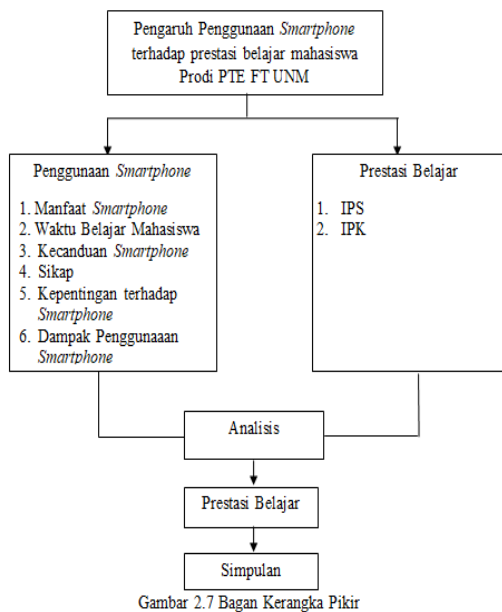 Pengaruh Penggunaan Smartphone
terhadap prestasi belajar mahasiswa
Prodi PTE FT UNM
Penggunaan Smartphone
1. Manfaat Smartphone
2. Waktu Belajar Mahasiswa
3. Kecanduan Smartphone
4. Sikap
5. Kepentingan terhadap
Smartphone
6. Dampak Penggunaaan
Smartphone
Prestasi Belajar
1. IPS
2. IPK
Analisis
Prestasi Belajar
Simpulan
Gambar 2.7 Bagan Kerangka Pikir